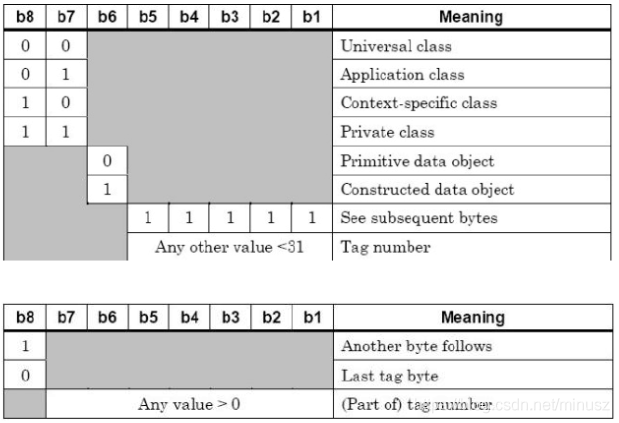 b8 b7 b6 b5 b4 b3 b2 b1 Meaning
0 0 Universal class
0 1 Application class
1 0 Context-specific class
1 1 Private class
0 Primitive data object
1 Constructed data object
1 1 1 1 1 See subsequent bytes
Any other value <31 Tag number
b8 b7 b6 b5 b4 b3 b2 b1 Meaning
1 Another byte follows
0 Last tag byte
Any value > 0 (Part of) tag number
csdn.net/minusz